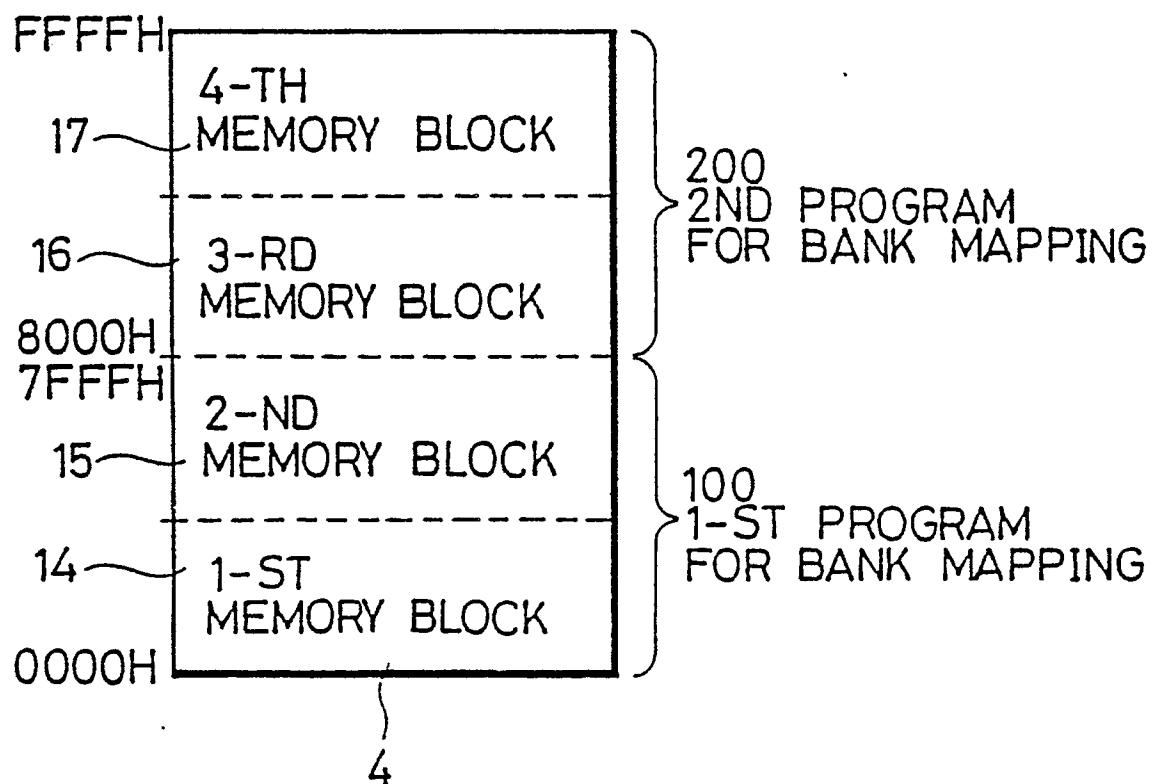 FFFFH
4-TH
17 MEMORY BLOCK
200
2ND PROGRAM
FOR BANK MAPPING
16 3-RD
MEMORY BLOCK
8000H
7FFFH
2-ND
15 MEMORY BLOCK
100
1-ST PROGRAM
FOR BANK MAPPING
14 1-ST
MEMORY BLOCK
0000H
4